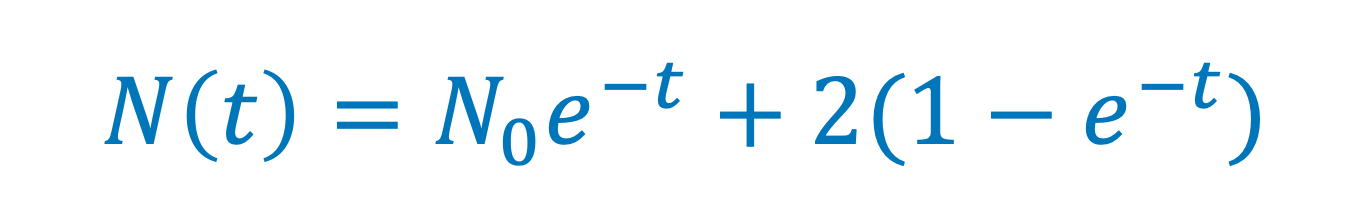 N(t) = N₀e⁻ᵗ + 2(1 − e⁻ᵗ)